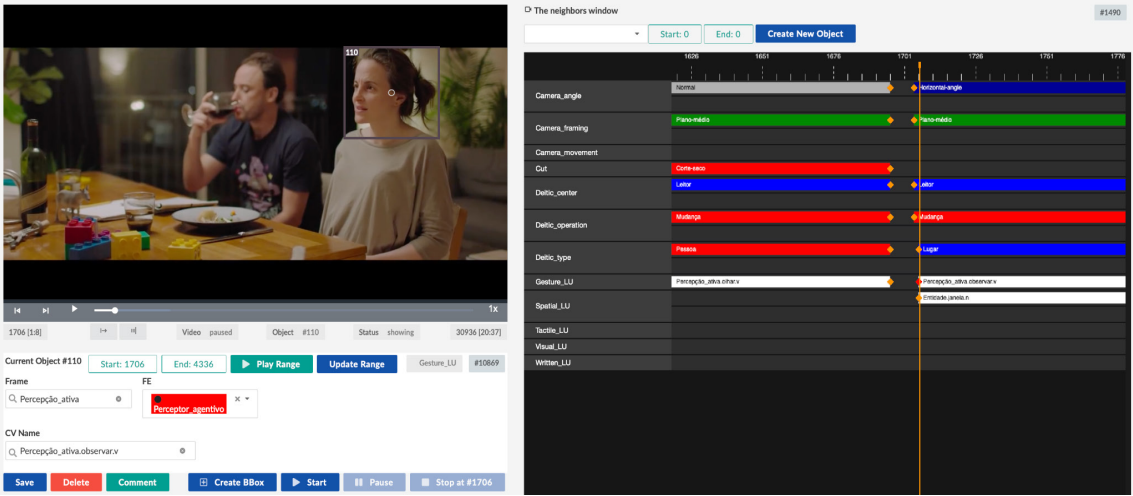 The neighbors window
#1490
Start: 0 End: 0 Create New Object
110
1626 1651 1676 1701 1726 1751 1776
Camera_angle Normal Horizontal-angle
Camera_framing Plano-médio Plano-médio
Camera_movement
Cut Corte-seco
Deitic_center Leitor Leitor
Deitic_operation Mudança Mudança
Deitic_type Pessoa Lugar
Gesture_LU Percepção_ativa.olhar.v Percepção_ativa.observar.v
Spatial_LU Entidade.janela.n
Tactile_LU
Visual_LU
Written_LU
1x
1706 [1:8] Video paused Object #110 Status showing 30936 [20:37]
Current Object #110 Start: 1706 End: 4336 Play Range Update Range Gesture_LU #10869
Frame FE
Percepção_ativa Perceptor_agentivo x
CV Name
Percepção_ativa.observar.v
Save Delete Comment Create BBox Start Pause Stop at #1706